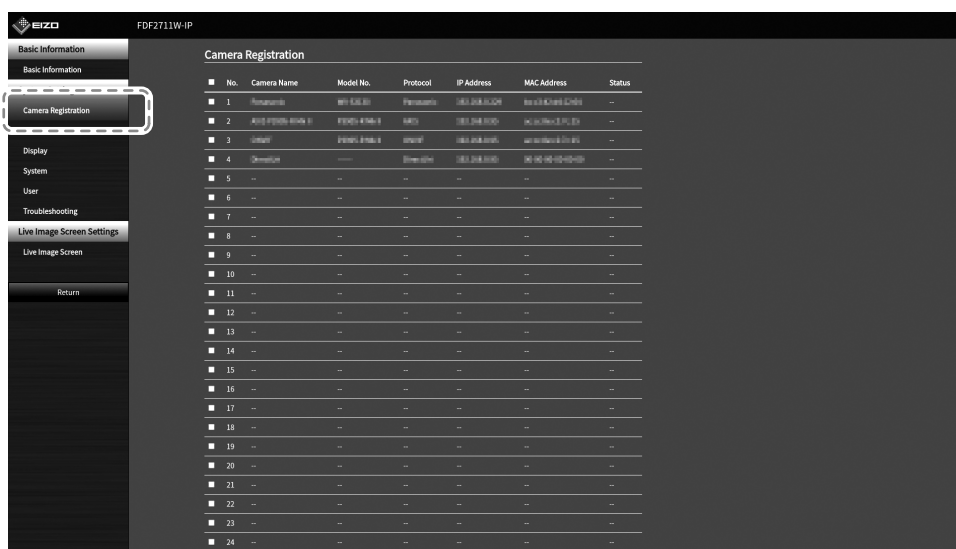 EIZO FDF2711W-IP
Basic Information
Basic Information
Camera Registration
Display
System
User
Troubleshooting
Live Image Screen Settings
Live Image Screen
Return
Camera Registration
No. Camera Name Model No. Protocol IP Address MAC Address Status
1 --
2 --
3 --
4 --
5 -- -- -- -- -- --
6 -- -- -- -- -- --
7 -- -- -- -- -- --
8 -- -- -- -- -- --
9 -- -- -- -- -- --
10 -- -- -- -- -- --
11 -- -- -- -- -- --
12 -- -- -- -- -- --
13 -- -- -- -- -- --
14 -- -- -- -- -- --
15 -- -- -- -- -- --
16 -- -- -- -- -- --
17 -- -- -- -- -- --
18 -- -- -- -- -- --
19 -- -- -- -- -- --
20 -- -- -- -- -- --
21 -- -- -- -- -- --
22 -- -- -- -- -- --
23 -- -- -- -- -- --
24 -- -- -- -- -- --